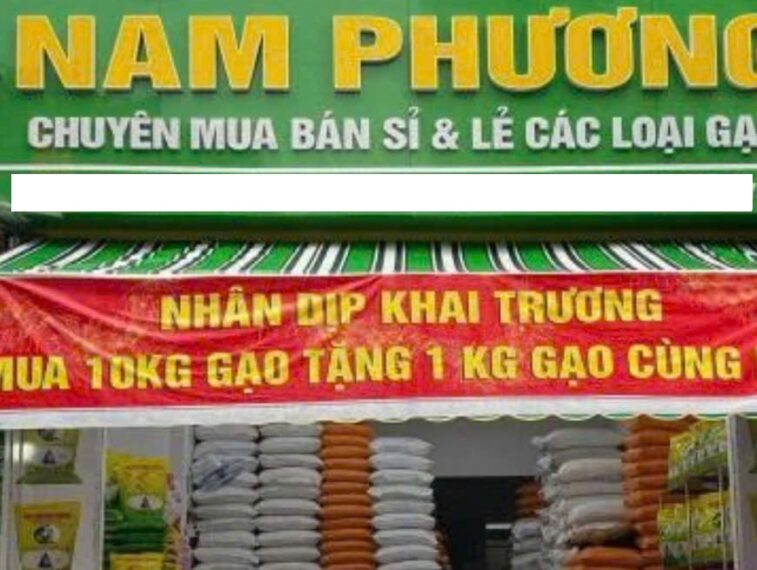 NAM PHƯƠNG
CHUYÊN MUA BÁN SỈ & LẺ CÁC LOẠI
NHÂN DỊP KHAI TRƯƠNG
MUA 10KG GẠO TẶNG 1 KG GẠO CÙNG